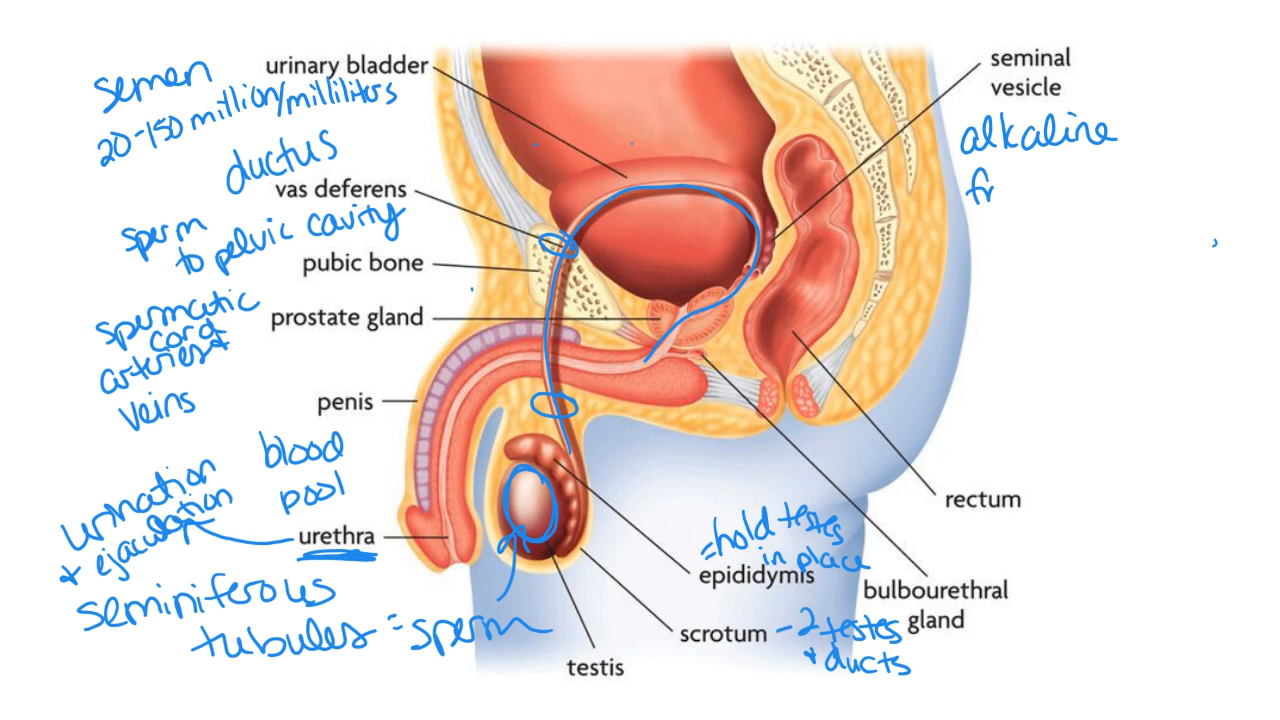 semen
20-150 million/milliliters
urinary bladder
seminal
vesicle
alkaline
fr
ductus
vas deferens
sperm
to pelvic cavity
pubic bone
spermatic
cord
arteries +
veins
prostate gland
penis
blood
pool
urination
+ ejaculation
urethra
seminiferous
tubules = sperm
rectum
=hold testes
in place
epididymis
bulbourethral
gland
scrotum
-2 testes
+ ducts
testis